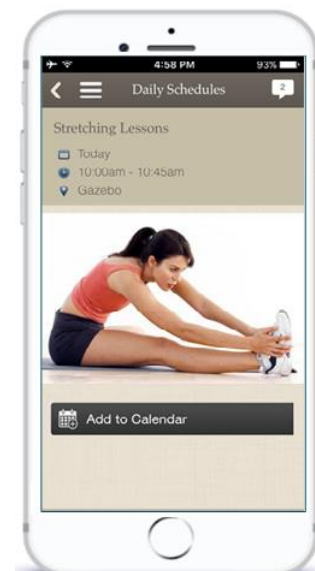 4:58 PM
93%
Daily Schedules
2
Stretching Lessons
Today
10:00am - 10:45am
Gazebo
Add to Calendar